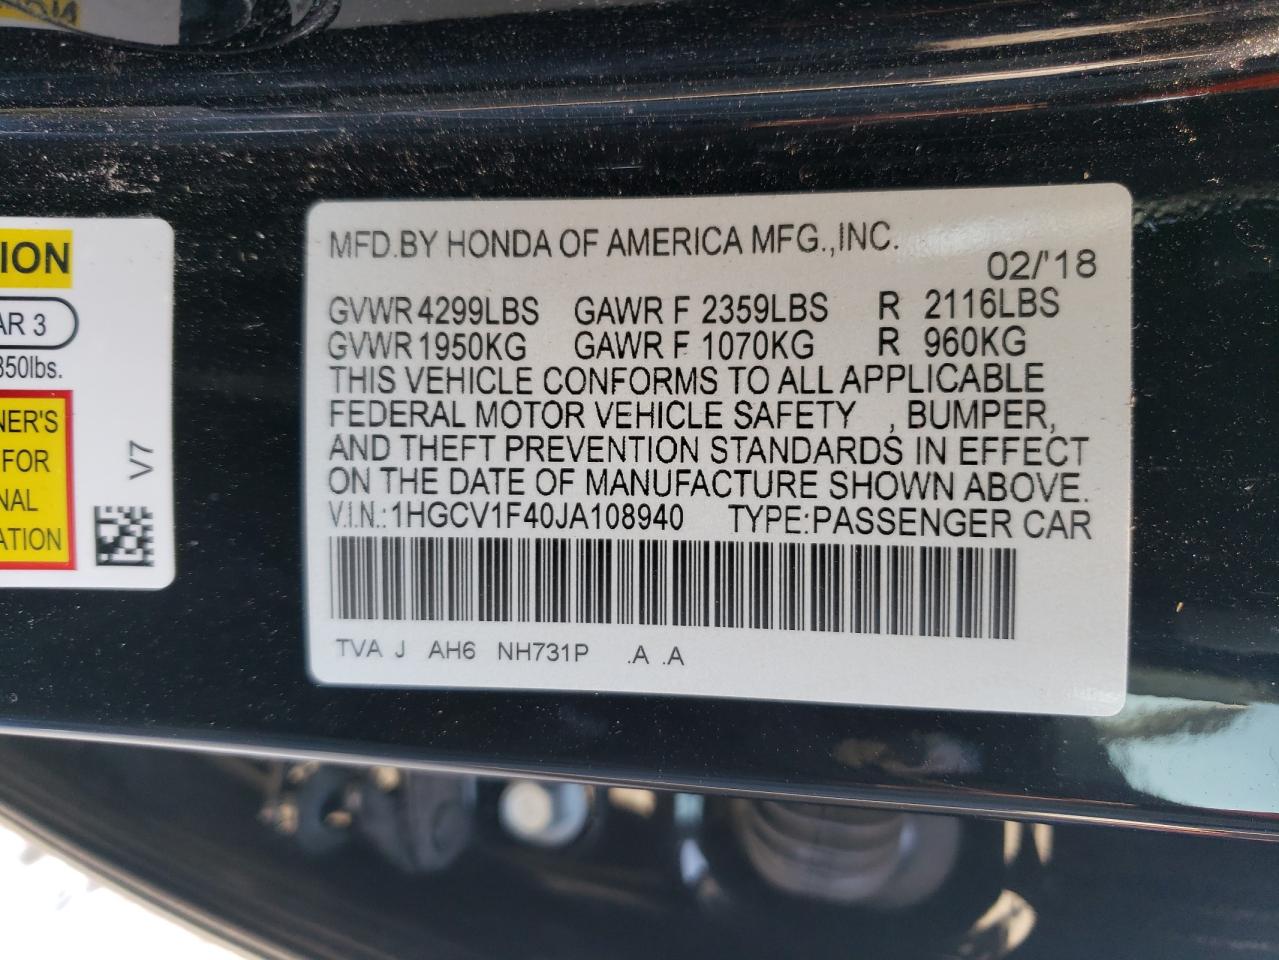 ION
AR 3
350lbs.
NER'S
FOR
NAL
ATION
V7
MFD.BY HONDA OF AMERICA MFG.,INC.
02/'18
GVWR 4299LBS GAWR F 2359LBS R 2116LBS
GVWR 1950KG GAWR F 1070KG R 960KG
THIS VEHICLE CONFORMS TO ALL APPLICABLE
FEDERAL MOTOR VEHICLE SAFETY , BUMPER,
AND THEFT PREVENTION STANDARDS IN EFFECT
ON THE DATE OF MANUFACTURE SHOWN ABOVE.
V.I.N.:1HGCV1F40JA108940 TYPE:PASSENGER CAR
TVA J AH6 NH731P .A .A